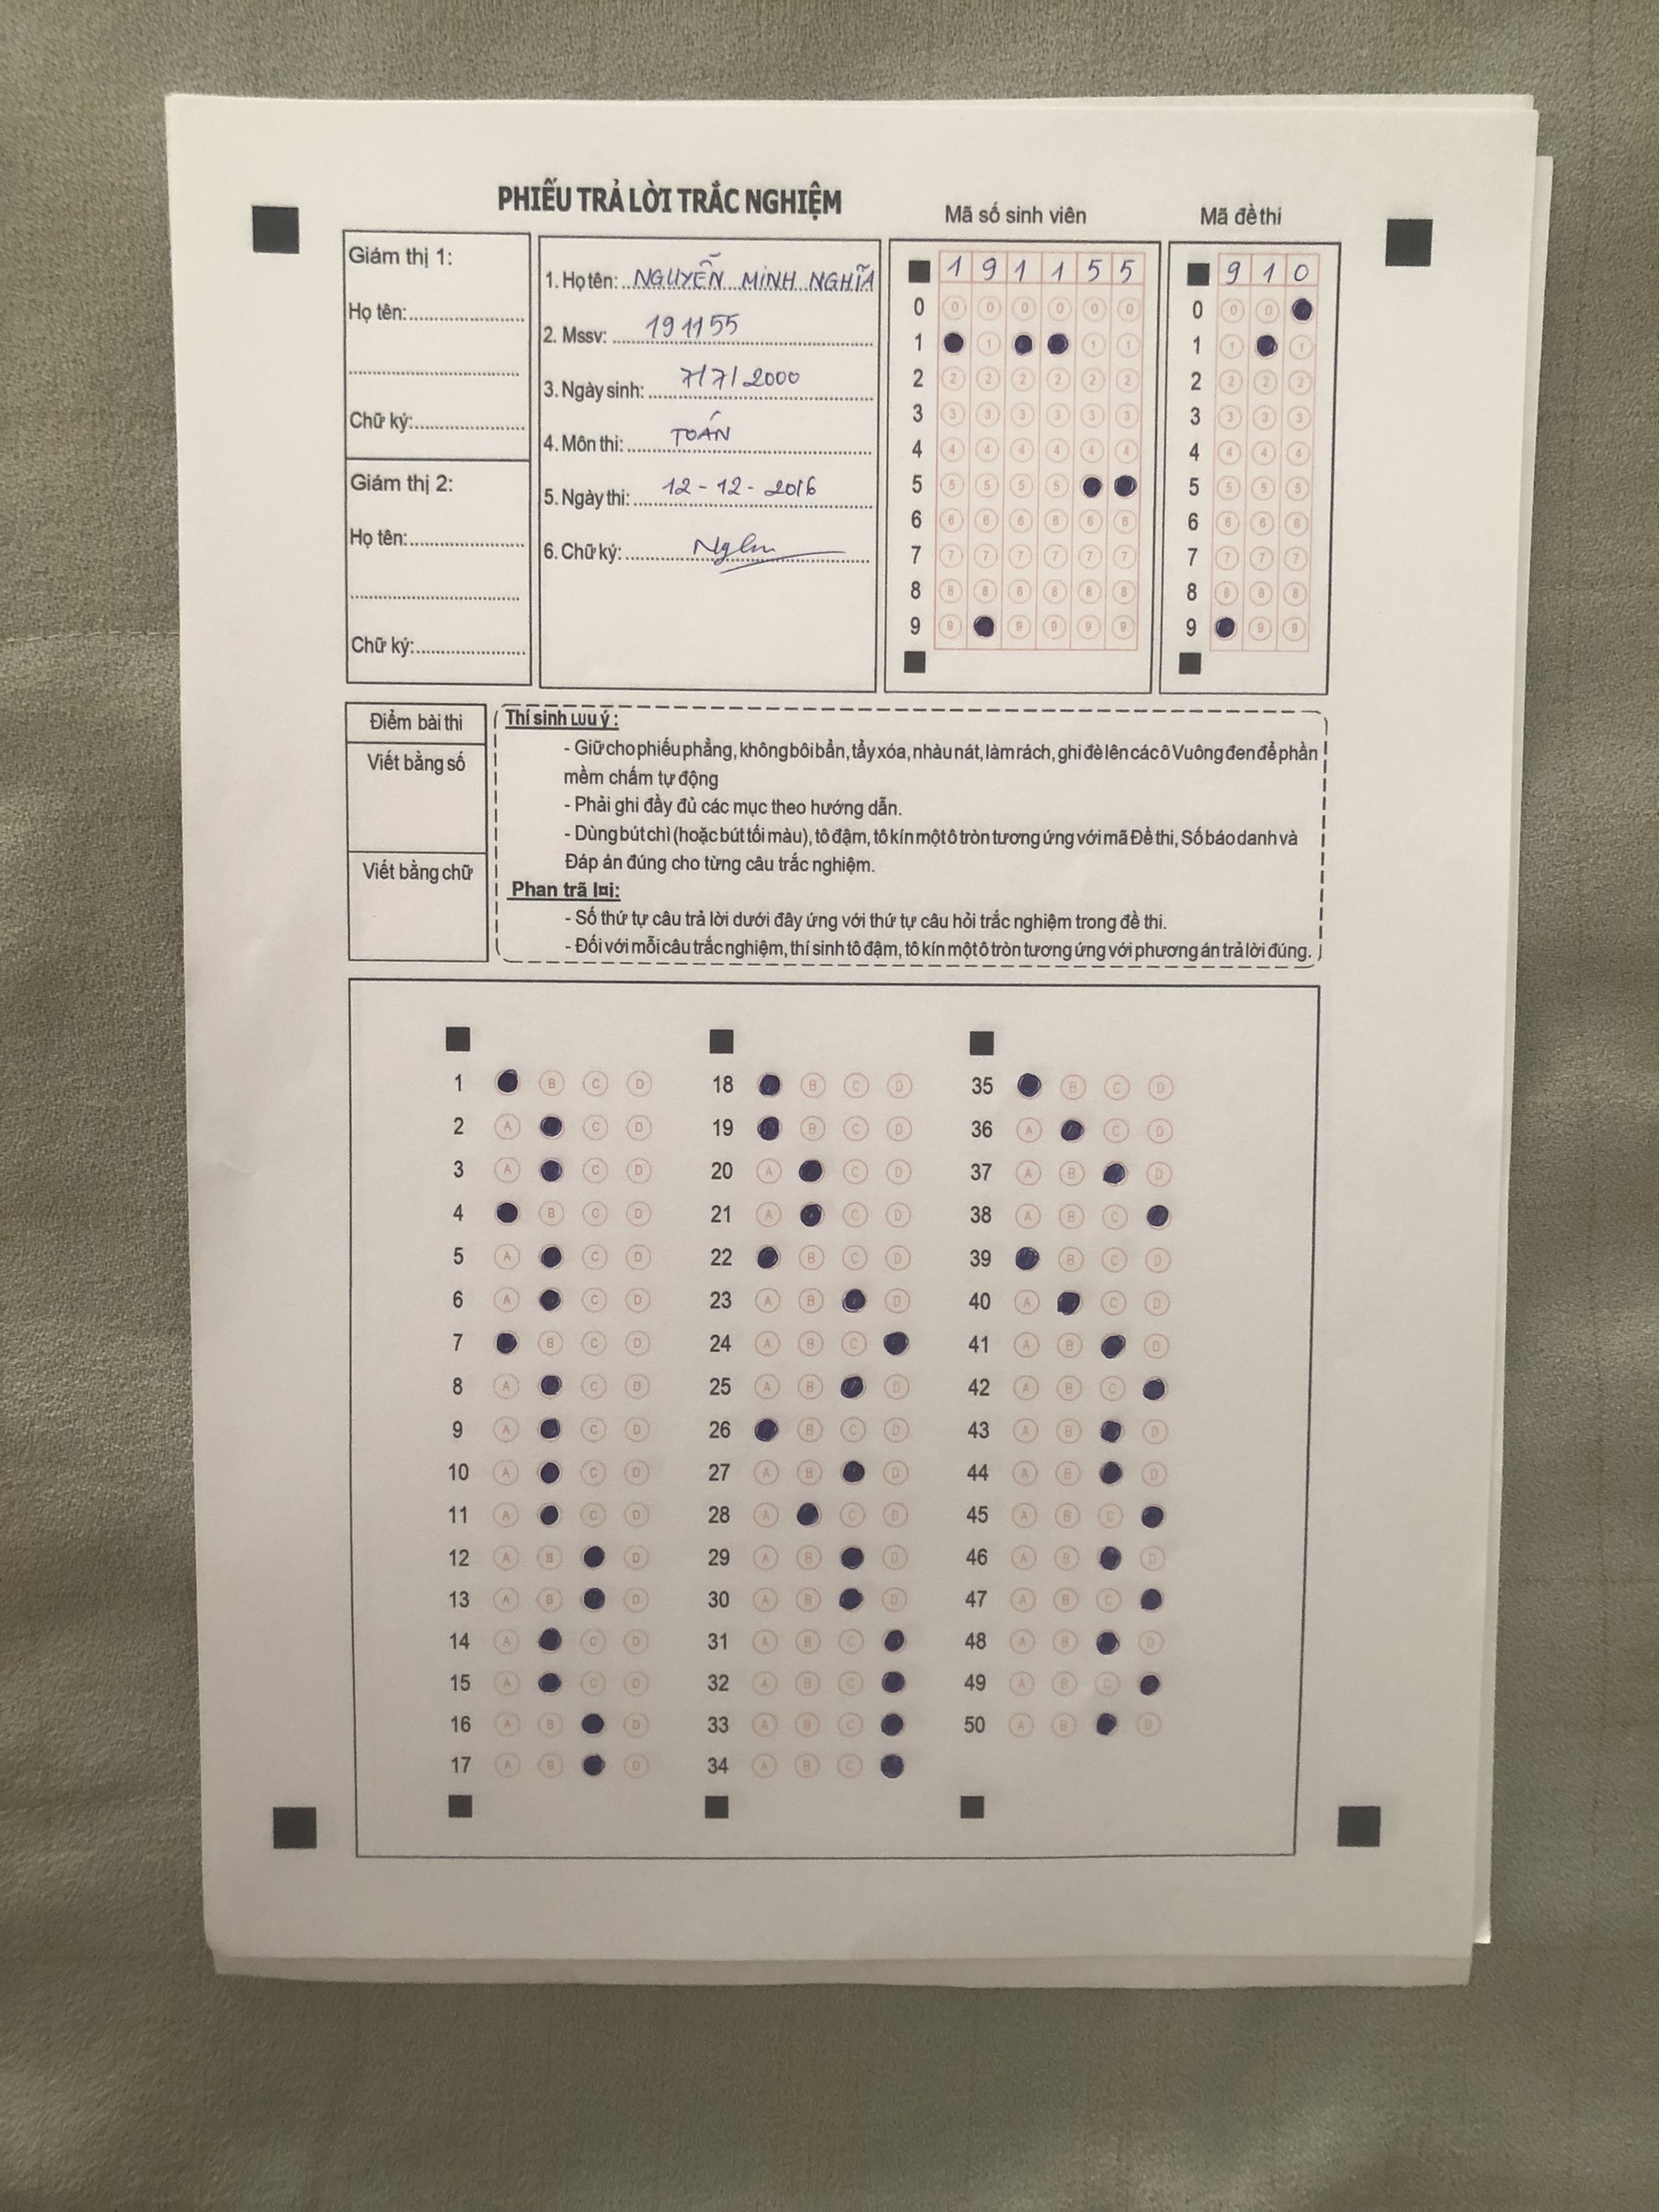 PHIẾU TRẢ LỜI TRẮC NGHIỆM
Mã số sinh viên
Mã đề thi
Giám thị 1:
Họ tên:
Chữ ký:
Giám thị 2:
Họ tên:
Chữ ký:
1. Họ tên: NGUYỄN MINH NGHĨA
2. Mssv: 191155
3. Ngày sinh: 7/7/2000
4. Môn thi: TOÁN
5. Ngày thi: 12-12-2016
6. Chữ ký:
1 9 1 1 5 5
0 0 0 0 0 0 0
1 1 1 1
2 2 2 2 2 2 2
3 3 3 3 3 3 3
4 4 4 4 4 4 4
5 5 5 5 5
6 6 6 6 6 6 6
7 7 7 7 7 7 7
8 8 8 8 8 8 8
9 9 9 9 9 9
9 1 0
0 0 0
1 1 1
2 2 2 2
3 3 3 3
4 4 4 4
5 5 5 5
6 6 6 6
7 7 7 7
8 8 8 8
9 9 9
Điểm bài thi
Viết bằng số
Viết bằng chữ
Thí sinh LUU ý :
- Giữ cho phiếu phẳng, không bôi bẩn, tẩy xóa, nhàu nát, làm rách, ghi đè lên các ô Vuông đen để phần
mềm chấm tự động
- Phải ghi đầy đủ các mục theo hướng dẫn.
- Dùng bút chì (hoặc bút tối màu), tô đậm, tô kín một ô tròn tương ứng với mã Đề thi, Số báo danh và
Đáp án đúng cho từng câu trắc nghiệm.
Phan trã lại:
- Số thứ tự câu trả lời dưới đây ứng với thứ tự câu hỏi trắc nghiệm trong đề thi.
- Đối với mỗi câu trắc nghiệm, thí sinh tô đậm, tô kín một ô tròn tương ứng với phương án trả lời đúng.
1 B C D
2 A C D
3 A C D
4 B C D
5 A C D
6 A C D
7 B C D
8 A C D
9 A C D
10 A C D
11 A C D
12 A B D
13 A B D
14 A C D
15 A C D
16 A B D
17 A B D
18 B C D
19 B C D
20 A C D
21 A C D
22 B C D
23 A B D
24 A B C
25 A B D
26 B C D
27 A B D
28 A C D
29 A B D
30 A B D
31 A B C
32 A B C
33 A B C
34 A B C
35 B C D
36 A C D
37 A B D
38 A B C
39 B C D
40 A C D
41 A B D
42 A B C
43 A B D
44 A B D
45 A B C
46 A B D
47 A B C
48 A B D
49 A B C
50 A B D